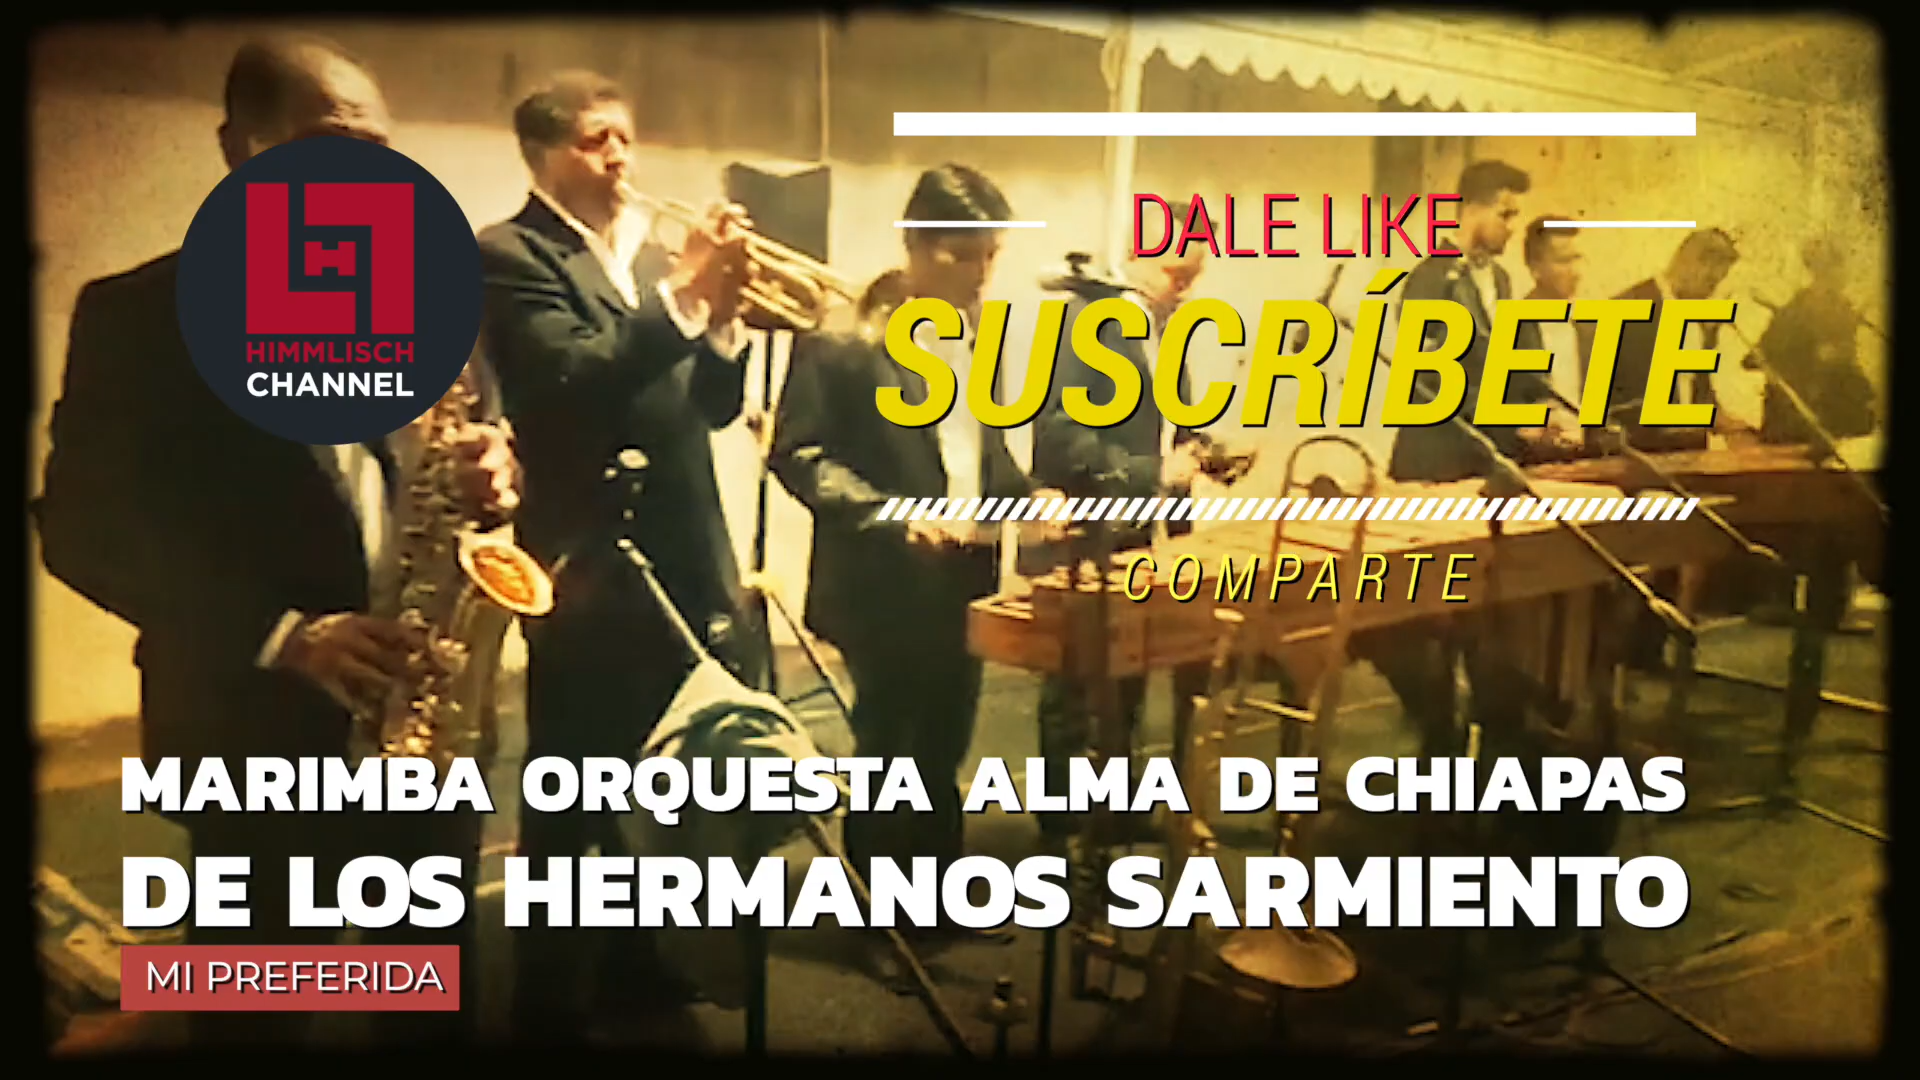 HIMMLISCH
CHANNEL
DALE LIKE
SUSCRÍBETE
COMPARTE
MARIMBA ORQUESTA ALMA DE CHIAPAS
DE LOS HERMANOS SARMIENTO
MI PREFERIDA